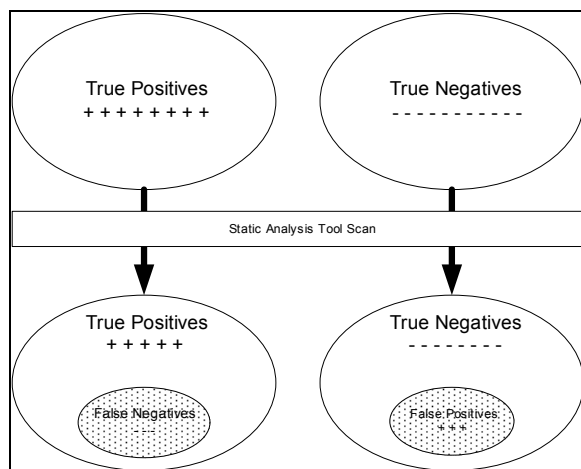 True Positives
+ + + + + + + +
True Negatives
- - - - - - - - - - -
Static Analysis Tool Scan
True Positives
+ + + + +
True Negatives
- - - - - - - -
False Negatives
- - -
False Positives
+ + +